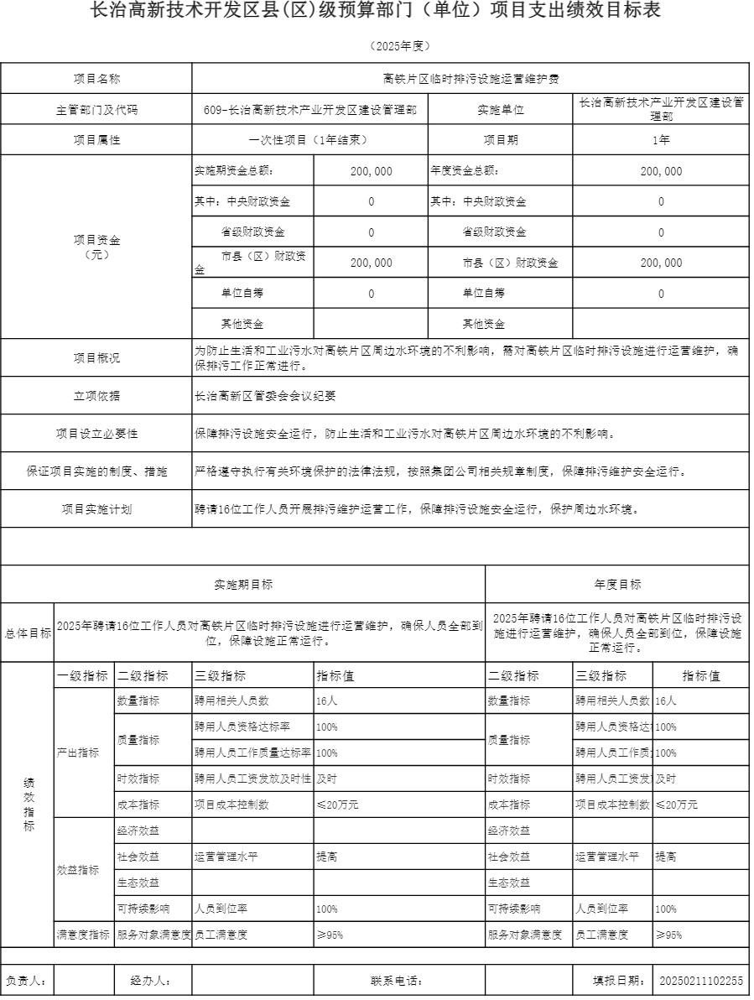 长治高新技术开发区县(区)级预算部门（单位）项目支出绩效目标表
（2025年度）
项目名称 高铁片区临时排污设施运营维护费
主管部门及代码 609-长治高新技术产业开发区建设管理部 实施单位 长治高新技术产业开发区建设管
理部
项目属性 一次性项目（1年结束） 项目期 1年
项目资金
（元）
实施期资金总额： 200,000 年度资金总额： 200,000
其中：中央财政资金 0 其中：中央财政资金 0
省级财政资金 0 省级财政资金 0
市县（区）财政资
金 200,000 市县（区）财政资金 200,000
单位自筹 0 单位自筹 0
其他资金 其他资金
项目概况 为防止生活和工业污水对高铁片区周边水环境的不利影响，需对高铁片区临时排污设施进行运营维护，确
保排污工作正常进行。
立项依据 长治高新区管委会会议纪要
项目设立必要性 保障排污设施安全运行，防止生活和工业污水对高铁片区周边水环境的不利影响。
保证项目实施的制度、措施 严格遵守执行有关环境保护的法律法规，按照集团公司相关规章制度，保障排污维护安全运行。
项目实施计划 聘请16位工作人员开展排污维护运营工作，保障排污设施安全运行，保护周边水环境。
实施期目标 年度目标
总体目标 2025年聘请16位工作人员对高铁片区临时排污设施进行运营维护，确保人员全部到
位，保障设施正常运行。
2025年聘请16位工作人员对高铁片区临时排污设
施进行运营维护，确保人员全部到位，保障设施
正常运行。
绩
效
指
标
一级指标 二级指标 三级指标 指标值 二级指标 三级指标 指标值
产出指标
数量指标 聘用相关人员数 16人 数量指标 聘用相关人员数 16人
质量指标 聘用人员资格达标率 100% 质量指标 聘用人员资格达 100%
聘用人员工作质量达标率 100% 聘用人员工作质 100%
时效指标 聘用人员工资发放及时性 及时 时效指标 聘用人员工资发 及时
成本指标 项目成本控制数 ≤20万元 成本指标 项目成本控制数 ≤20万元
效益指标
经济效益 经济效益
社会效益 运营管理水平 提高 社会效益 运营管理水平 提高
生态效益 生态效益
可持续影响 人员到位率 100% 可持续影响 人员到位率 100%
满意度指标 服务对象满意度 员工满意度 ≥95% 服务对象满意度 员工满意度 ≥95%
负责人： 经办人： 联系电话： 填报日期： 20250211102255